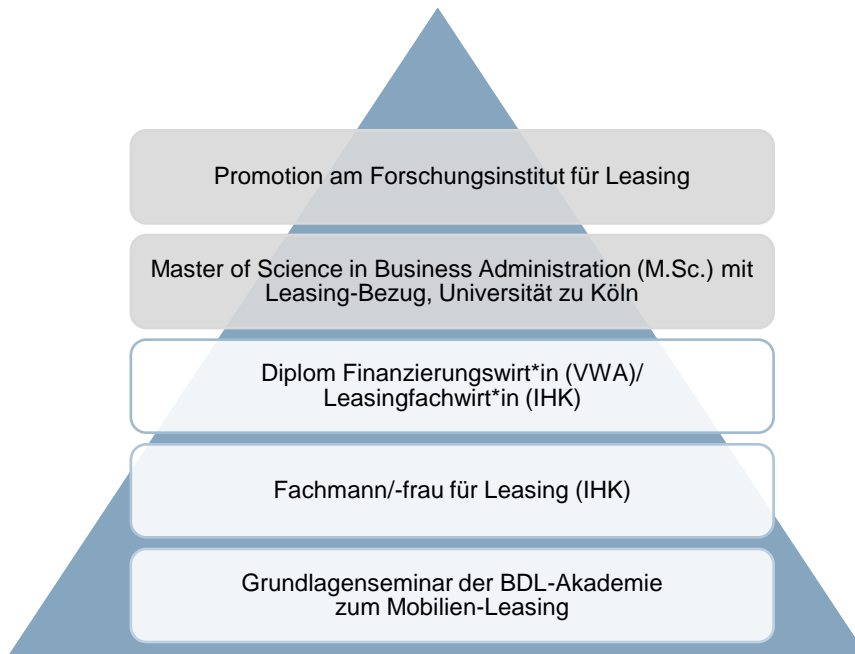 Promotion am Forschungsinstitut für Leasing
Master of Science in Business Administration (M.Sc.) mit
Leasing-Bezug, Universität zu Köln
Diplom Finanzierungswirt*in (VWA)/
Leasingfachwirt*in (IHK)
Fachmann/-frau für Leasing (IHK)
Grundlagenseminar der BDL-Akademie
zum Mobilien-Leasing